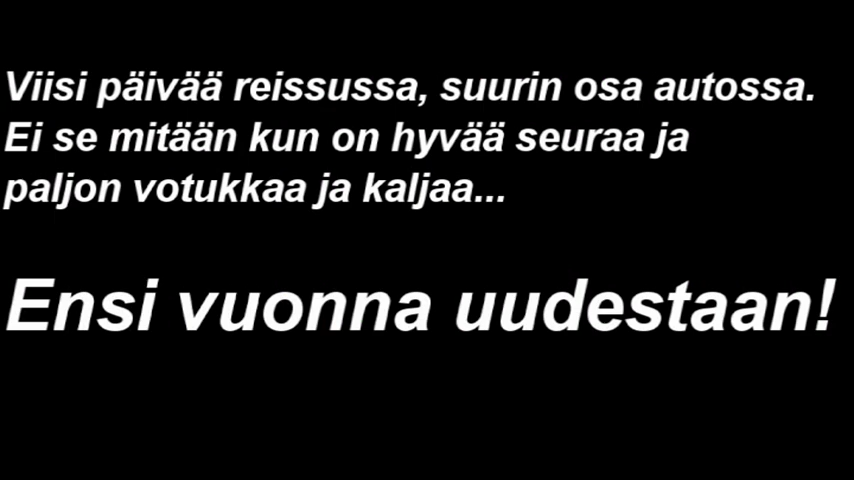 Viisi päivää reissussa, suurin osa autossa.
Ei se mitään kun on hyvää seuraa ja
paljon votukkaa ja kaljaa...
Ensi vuonna uudestaan!